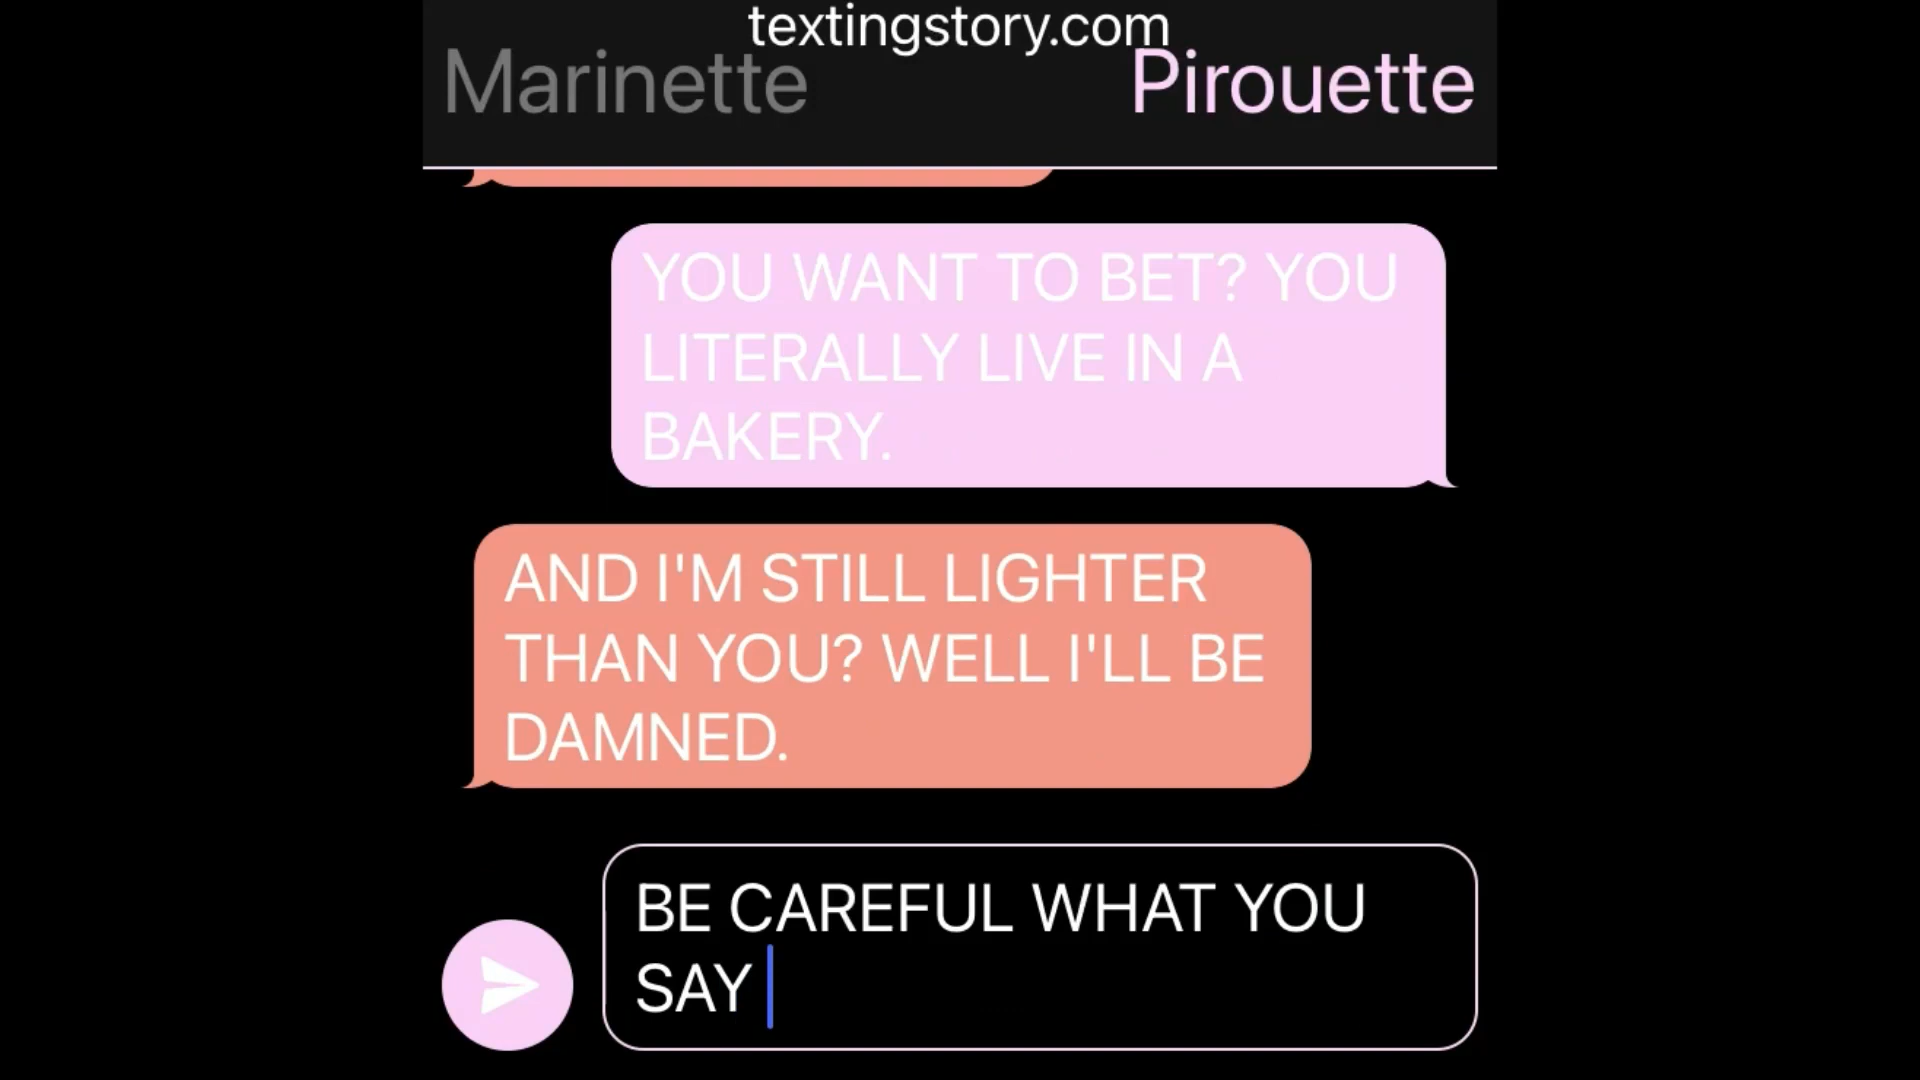 textingstory.com
Marinette
Pirouette
YOU WANT TO BET? YOU
LITERALLY LIVE IN A
BAKERY.
AND I'M STILL LIGHTER
THAN YOU? WELL I'LL BE
DAMNED.
BE CAREFUL WHAT YOU
SAY